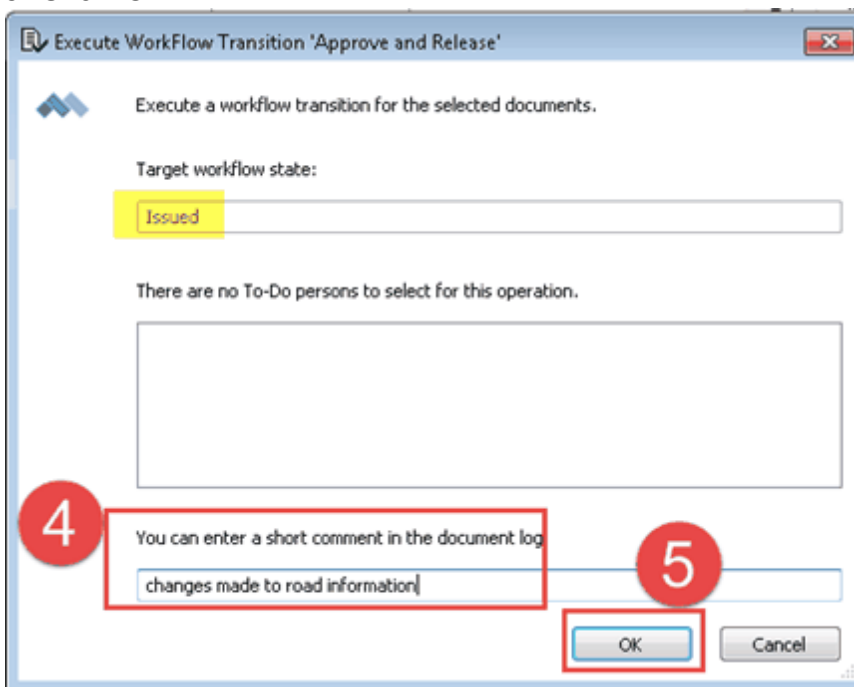 Execute WorkFlow Transition 'Approve and Release'
Execute a workflow transition for the selected documents.
Target workflow state:
Issued
There are no To-Do persons to select for this operation.
4
You can enter a short comment in the document log
5
changes made to road information
OK
Cancel